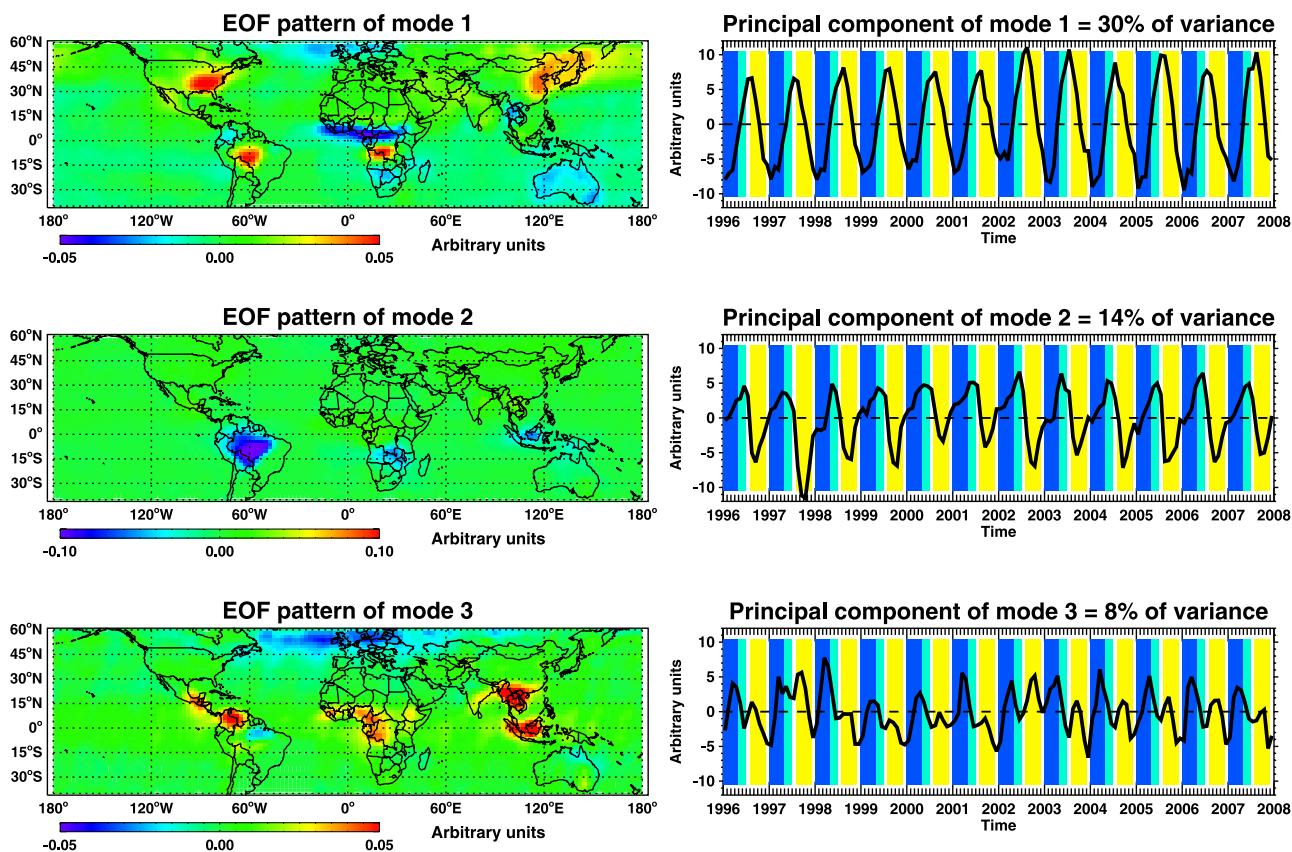 EOF pattern of mode 1
60°N
45°N
30°N
15°N
0°
15°S
30°S
180° 120°W 60°W 0° 60°E 120°E 180°
Arbitrary units
-0.05 0.00 0.05
Principal component of mode 1 = 30% of variance
Arbitrary units
10
5
0
-5
-10
1996 1997 1998 1999 2000 2001 2002 2003 2004 2005 2006 2007 2008
Time
EOF pattern of mode 2
60°N
45°N
30°N
15°N
0°
15°S
30°S
180° 120°W 60°W 0° 60°E 120°E 180°
Arbitrary units
-0.10 0.00 0.10
Principal component of mode 2 = 14% of variance
Arbitrary units
10
5
0
-5
-10
1996 1997 1998 1999 2000 2001 2002 2003 2004 2005 2006 2007 2008
Time
EOF pattern of mode 3
60°N
45°N
30°N
15°N
0°
15°S
30°S
180° 120°W 60°W 0° 60°E 120°E 180°
Arbitrary units
-0.05 0.00 0.05
Principal component of mode 3 = 8% of variance
Arbitrary units
10
5
0
-5
-10
1996 1997 1998 1999 2000 2001 2002 2003 2004 2005 2006 2007 2008
Time